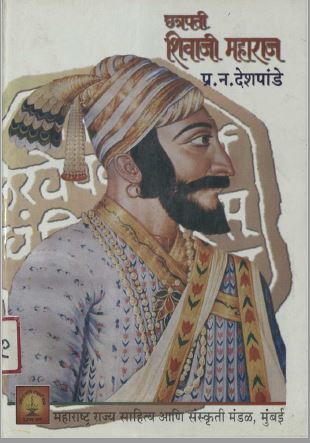 छत्रपती
शिवाजी महाराज
प्र. न. देशपांडे
महाराष्ट्र राज्य साहित्य आणि संस्कृती मंडळ, मुंबई